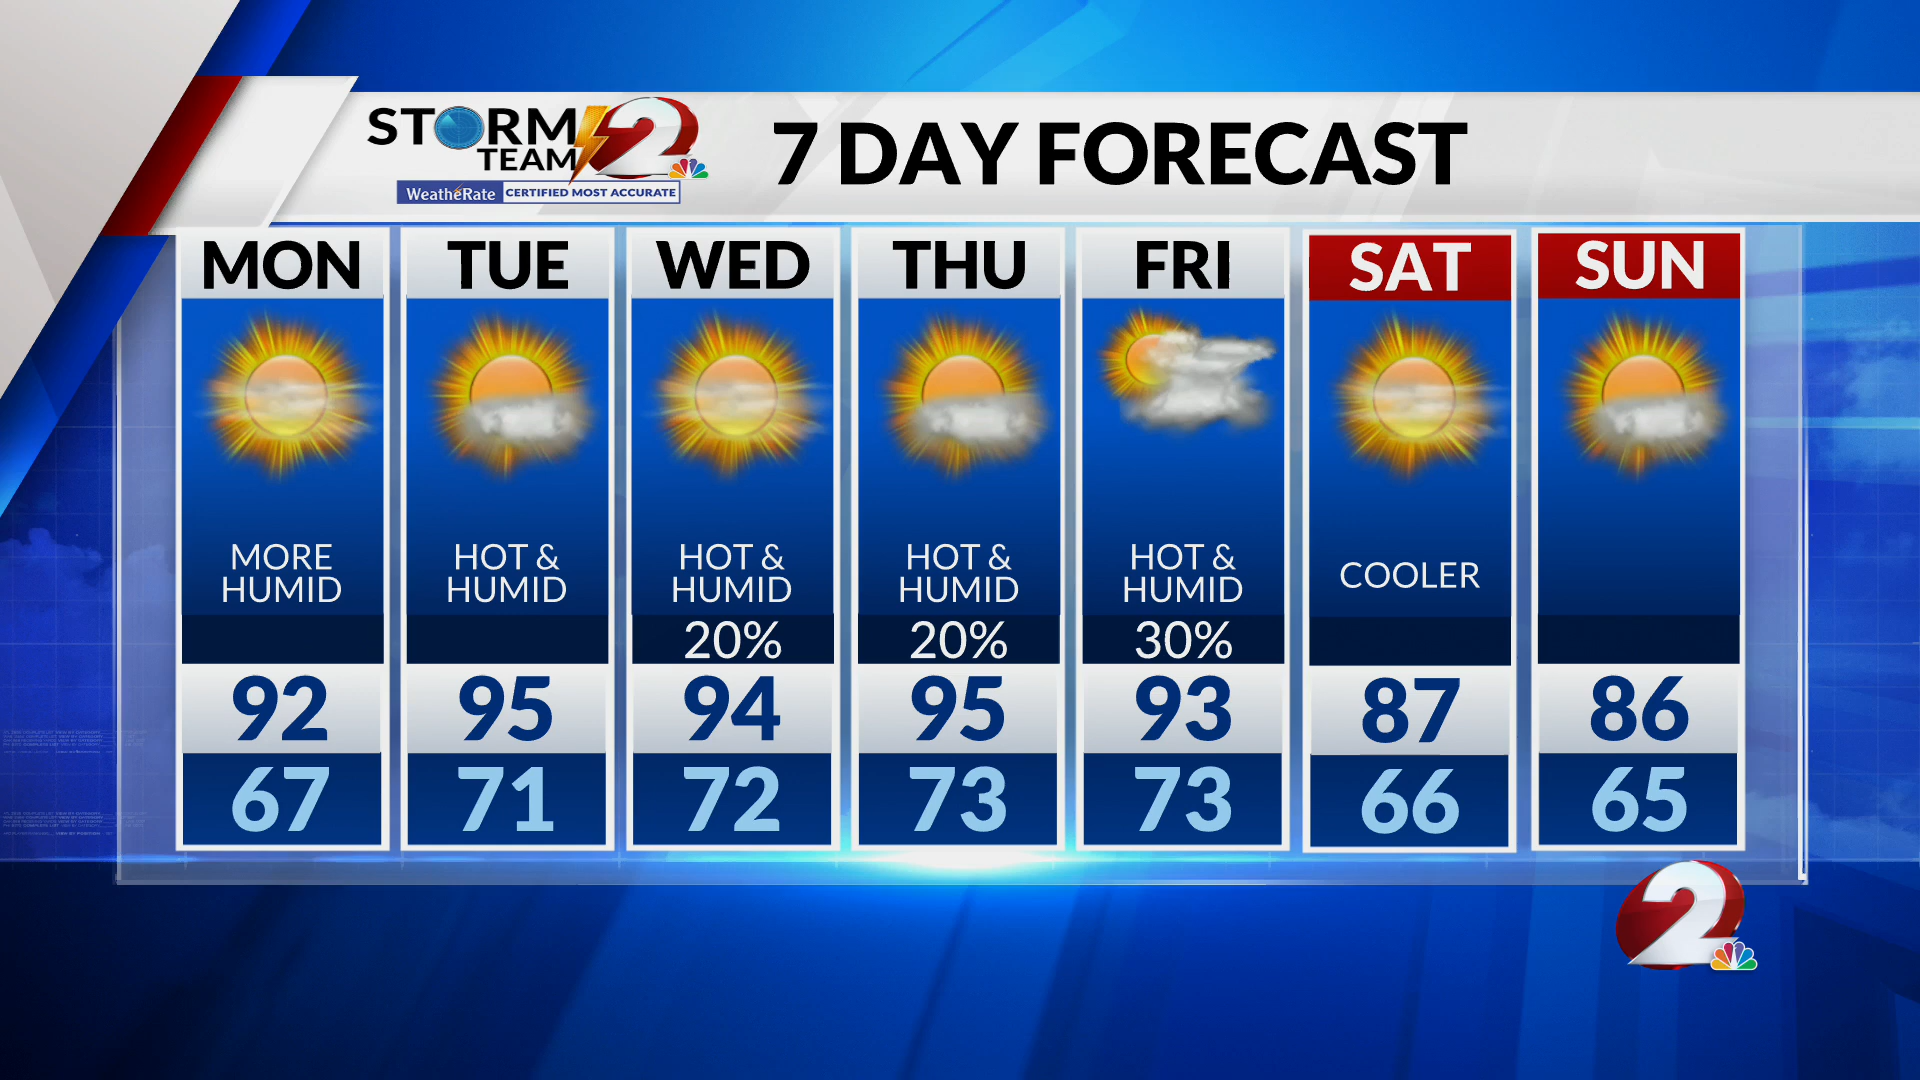 STORM
TEAM 2
WeatheRate CERTIFIED MOST ACCURATE
7 DAY FORECAST
MON TUE WED THU FRI SAT SUN
MORE HUMID
HOT & HUMID
HOT & HUMID
HOT & HUMID
HOT & HUMID
COOLER
20% 20% 30%
92 95 94 95 93 87 86
67 71 72 73 73 66 65
2